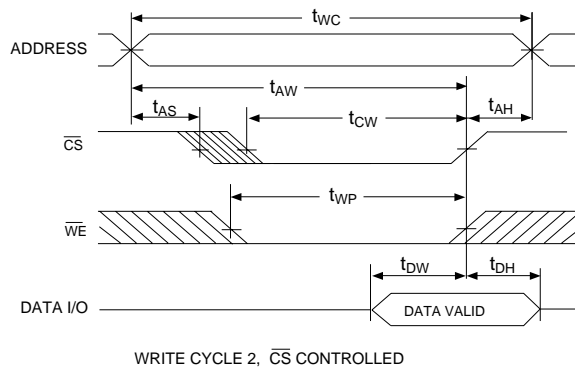 tWC
ADDRESS
tAW
tAS
tCW
tAH
CS
tWP
WE
tDW
tDH
DATA I/O
DATA VALID
WRITE CYCLE 2, CS CONTROLLED